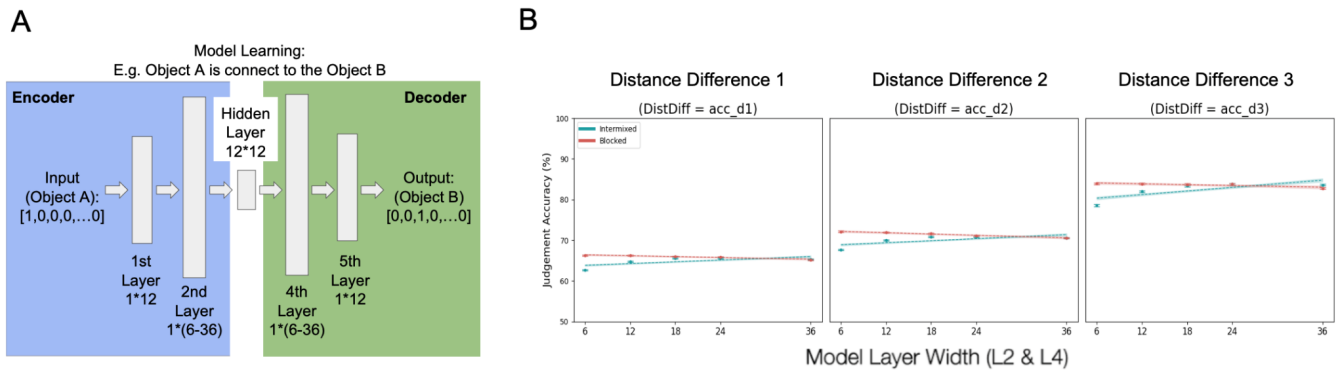 A
Model Learning:
E.g. Object A is connect to the Object B
Encoder
Decoder
Hidden
Layer
12*12
Input
(Object A):
[1,0,0,0,…0]
Output:
(Object B)
[0,0,1,0,…0]
1st
Layer
1*12
2nd
Layer
1*(6-36)
4th
Layer
1*(6-36)
5th
Layer
1*12
B
Distance Difference 1
(DistDiff = acc_d1)
Distance Difference 2
(DistDiff = acc_d2)
Distance Difference 3
(DistDiff = acc_d3)
Intermixed
Blocked
Judgement Accuracy (%)
100
90
80
70
60
50
6 12 18 24 36
6 12 18 24 36
6 12 18 24 36
Model Layer Width (L2 & L4)